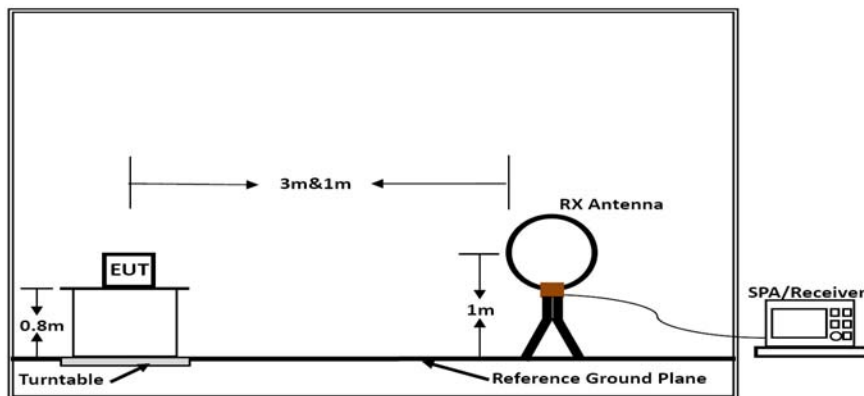 3m&1m
RX Antenna
EUT
SPA/Receiver
0.8m
1m
Turntable
Reference Ground Plane